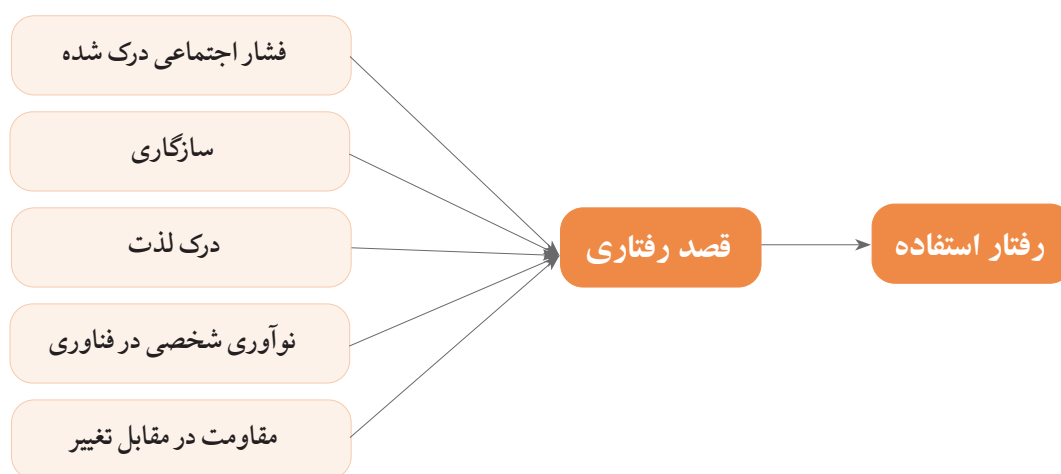 فشار اجتماعی درک شده
سازگاری
درک لذت
نوآوری شخصی در فناوری
مقاومت در مقابل تغییر
قصد رفتاری
رفتار استفاده